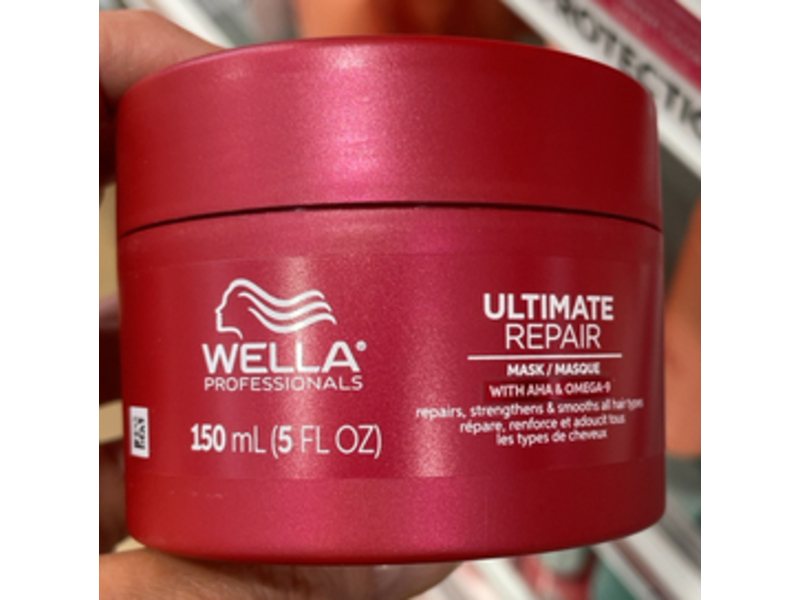 PROTECTIO
WELLA®
PROFESSIONALS
150 mL (5 FL OZ)
ULTIMATE
REPAIR
MASK / MASQUE
WITH AHA & OMEGA-9
repairs, strengthens & smooths all hair types
répare, renforce et adoucit tous
les types de cheveux